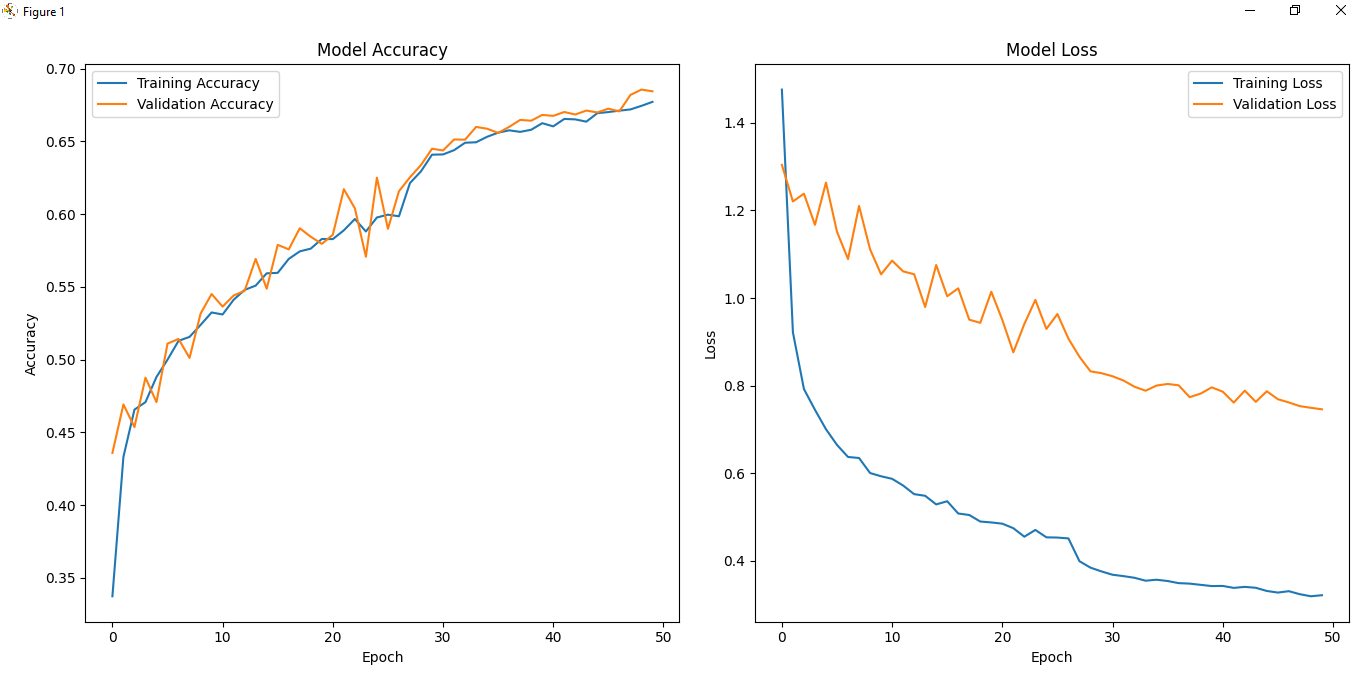 Figure 1
Model Accuracy
Training Accuracy
Validation Accuracy
0.70
0.65
0.60
0.55
0.50
0.45
0.40
0.35
Accuracy
0 10 20 30 40 50
Epoch
Model Loss
Training Loss
Validation Loss
1.4
1.2
1.0
0.8
0.6
0.4
Loss
0 10 20 30 40 50
Epoch